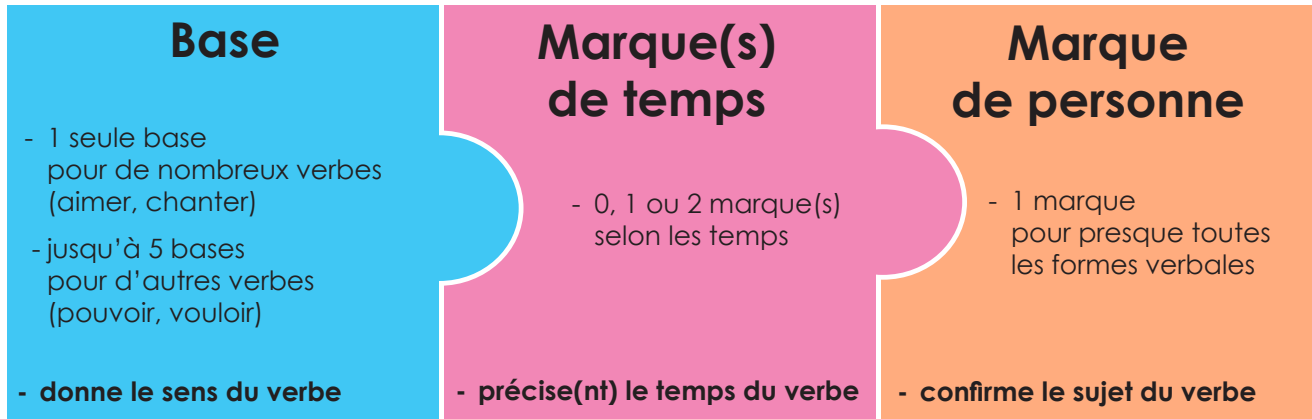 Base
- 1 seule base
pour de nombreux verbes
(aimer, chanter)
- jusqu'à 5 bases
pour d'autres verbes
(pouvoir, vouloir)
- donne le sens du verbe
Marque(s)
de temps
- 0, 1 ou 2 marque(s)
selon les temps
- précise(nt) le temps du verbe
Marque
de personne
- 1 marque
pour presque toutes
les formes verbales
- confirme le sujet du verbe